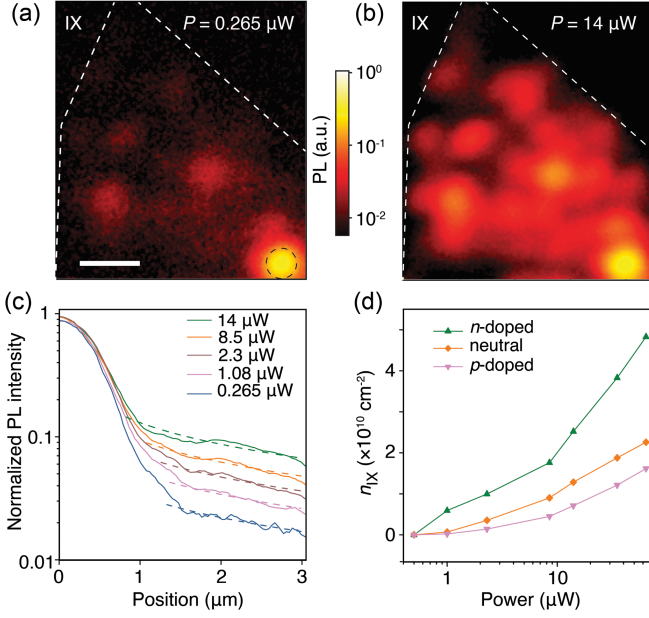 (a) IX P = 0.265 μW
(b) IX P = 14 μW
PL (a.u.)
10⁰
10⁻¹
10⁻²
(c)
Normalized PL intensity
1
0.1
0.01
14 μW
8.5 μW
2.3 μW
1.08 μW
0.265 μW
0 1 2 3
Position (μm)
(d)
n-doped
neutral
p-doped
nIX (×10¹⁰ cm⁻²)
4
2
0
1 10
Power (μW)